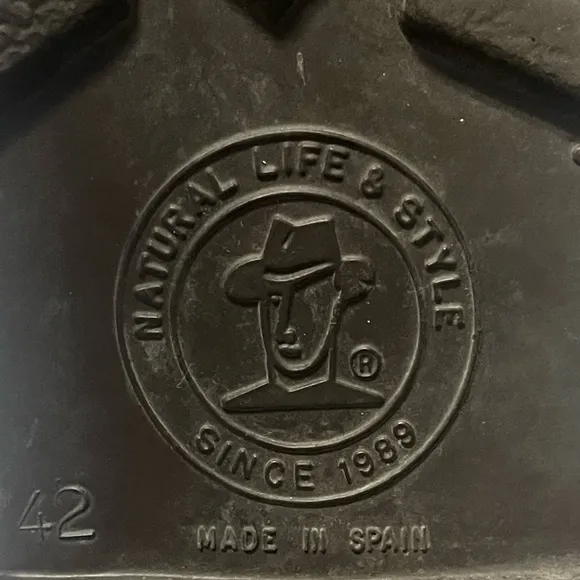 NATURAL LIFE & STYLE
®
SINCE 1989
42
MADE IN SPAIN